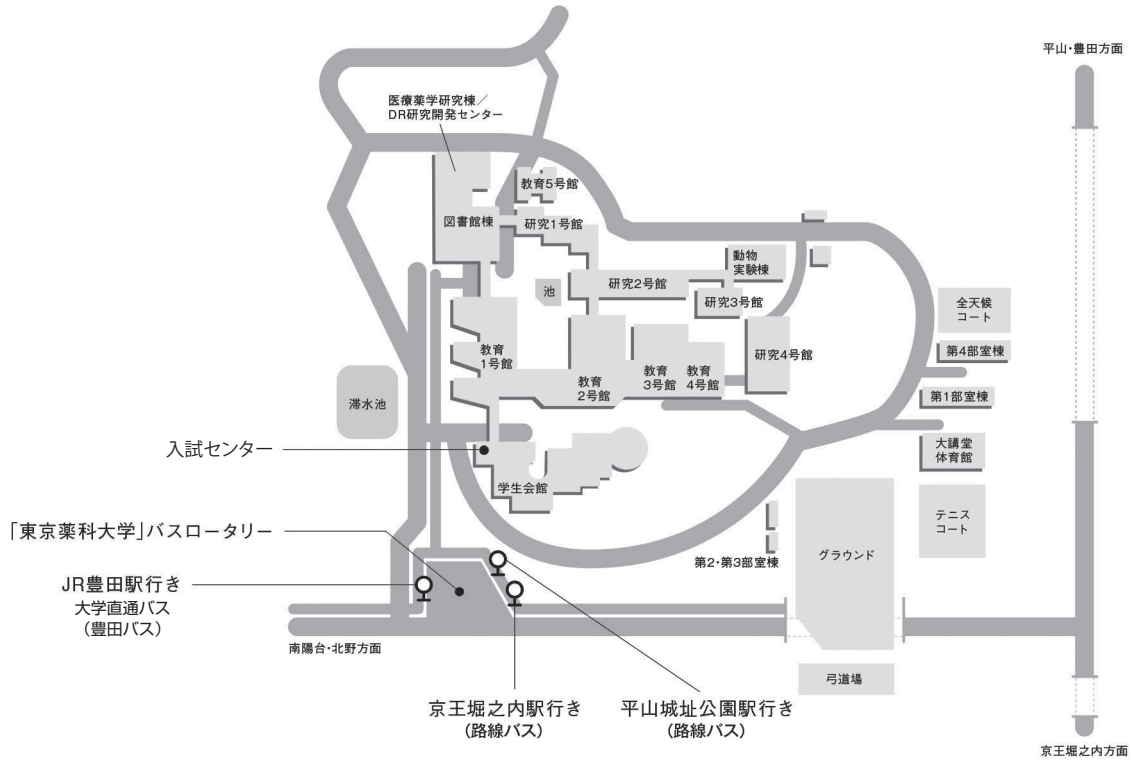 平山・豊田方面
医療薬学研究棟／
DR研究開発センター
教育5号館
図書館棟
研究1号館
動物
実験棟
研究2号館
池
研究3号館
全天候
コート
教育
1号館
研究4号館
第4部室棟
教育
2号館
教育
3号館
教育
4号館
第1部室棟
滞水池
入試センター
大講堂
体育館
学生会館
「東京薬科大学」バスロータリー
テニス
コート
グラウンド
第2・第3部室棟
JR豊田駅行き
大学直通バス
（豊田バス）
南陽台・北野方面
弓道場
京王堀之内駅行き
（路線バス）
平山城址公園駅行き
（路線バス）
京王堀之内方面